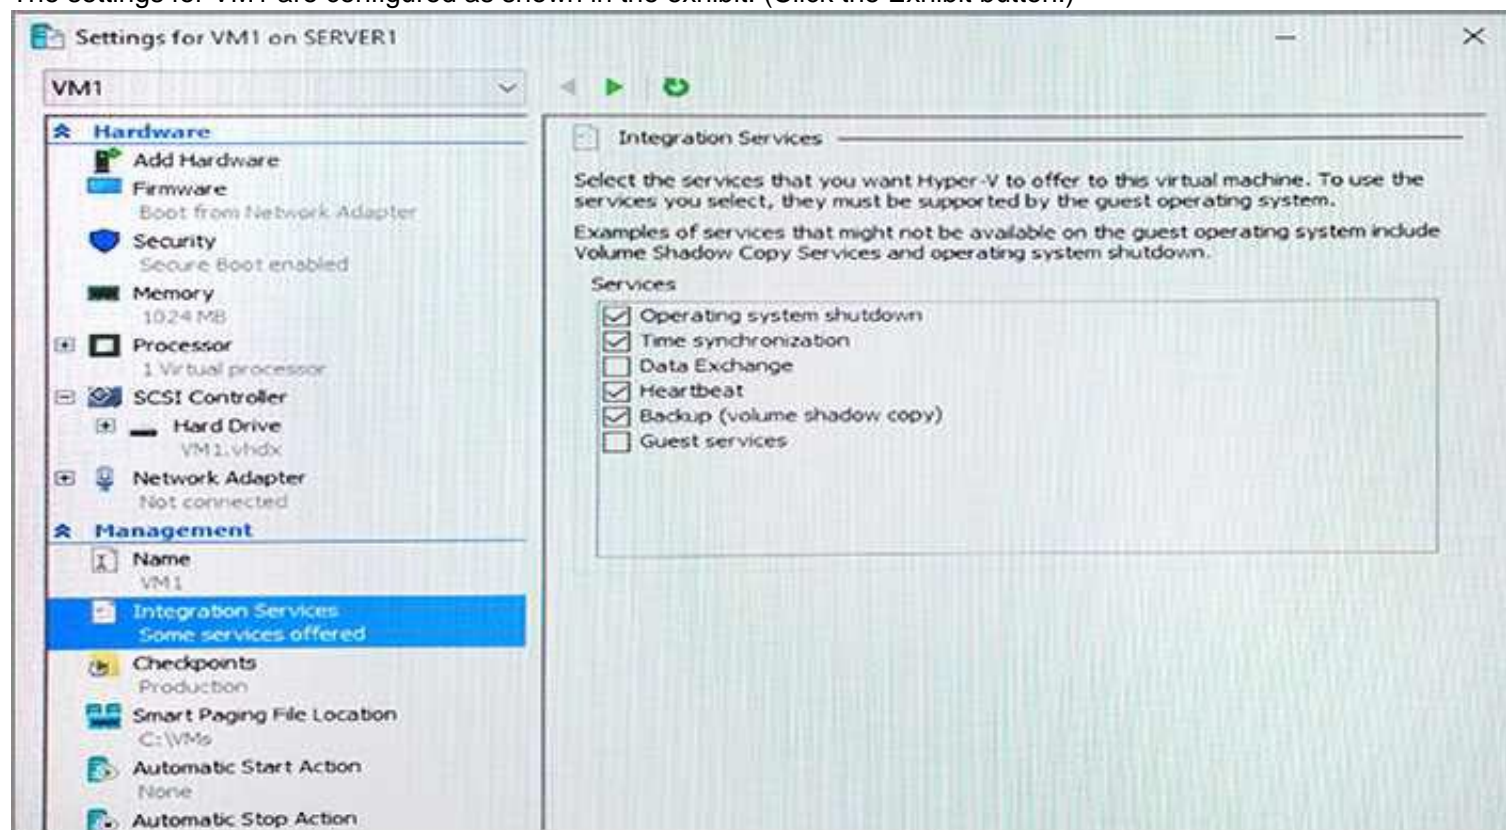 The settings for VM1 are configured as shown in the exhibit. (Click the Exhibit button.)
Settings for VM1 on SERVER1
VM1
Hardware
Add Hardware
Firmware
Boot from Network Adapter
Security
Secure Boot enabled
Memory
1024 MB
Processor
1 Virtual processor
SCSI Controller
Hard Drive
VM1.vhdx
Network Adapter
Not connected
Management
Name
VM1
Integration Services
Some services offered
Checkpoints
Production
Smart Paging File Location
C:\VMs
Automatic Start Action
None
Automatic Stop Action
Integration Services
Select the services that you want Hyper-V to offer to this virtual machine. To use the
services you select, they must be supported by the guest operating system.
Examples of services that might not be available on the guest operating system include
Volume Shadow Copy Services and operating system shutdown.
Services
Operating system shutdown
Time synchronization
Data Exchange
Heartbeat
Backup (volume shadow copy)
Guest services